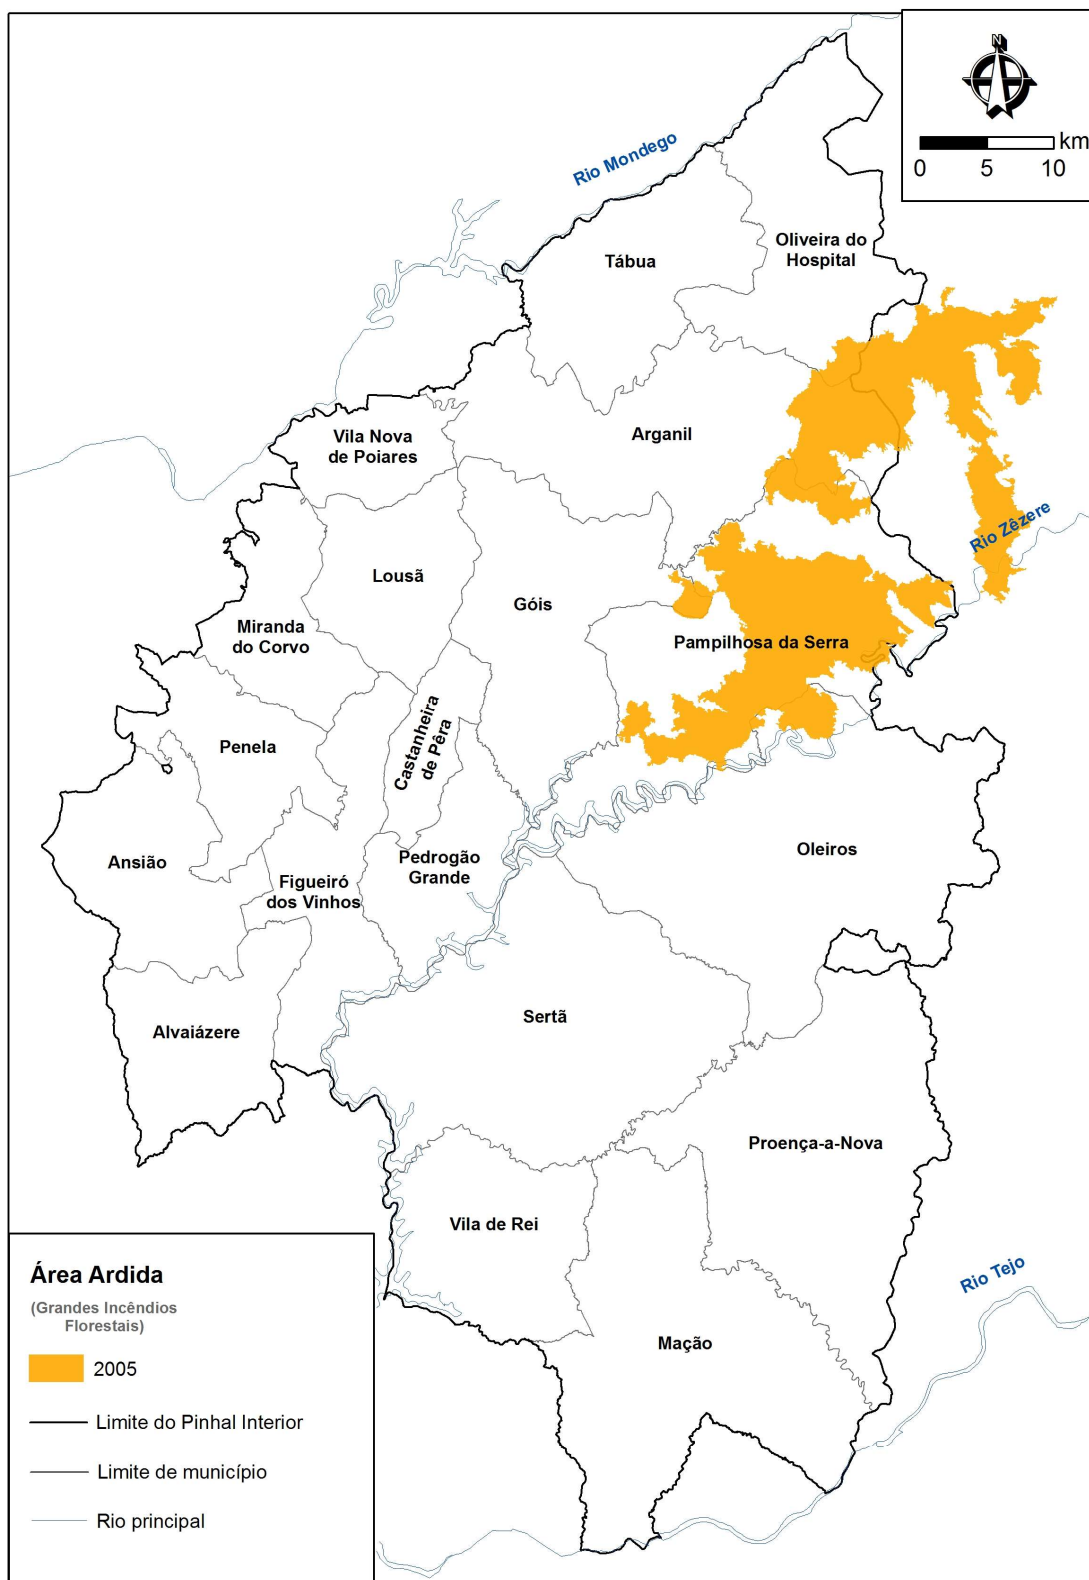 N
km
0 5 10
Rio Mondego
Oliveira do
Hospital
Tábua
Arganil
Vila Nova
de Poiares
Rio Zêzere
Lousã
Góis
Miranda
do Corvo
Pampilhosa da Serra
Castanheira
de Pêra
Penela
Oleiros
Ansião
Pedrogão
Grande
Figueiró
dos Vinhos
Sertã
Alvaiázere
Proença-a-Nova
Vila de Rei
Rio Tejo
Mação
Área Ardida
(Grandes Incêndios
Florestais)
2005
Limite do Pinhal Interior
Limite de município
Rio principal